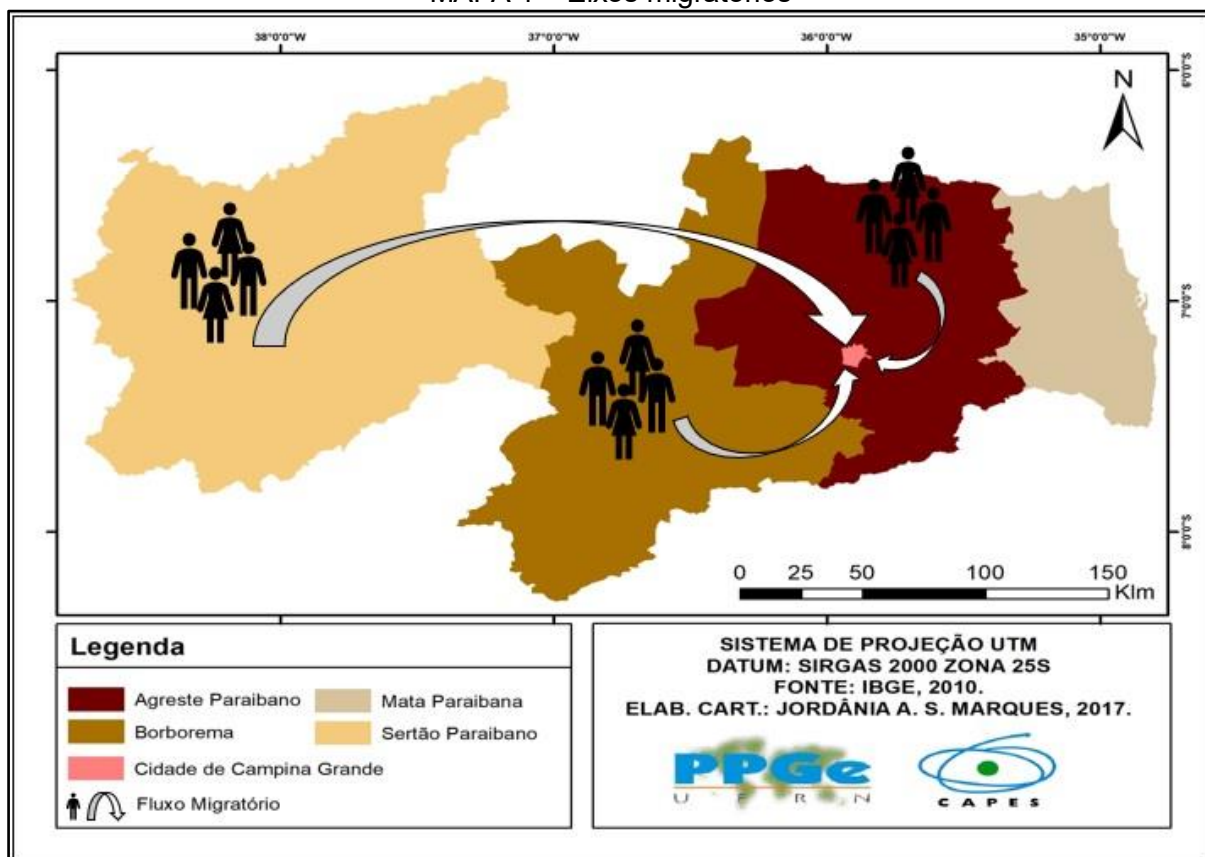 MAPA 1 – Eixos migratórios
38°0'0"W 37°0'0"W 36°0'0"W 35°0'0"W
6°0'0"S
N
7°0'0"S
8°0'0"S
0 25 50 100 150
Klm
Legenda
Agreste Paraibano
Mata Paraibana
Borborema
Sertão Paraibano
Cidade de Campina Grande
Fluxo Migratório
SISTEMA DE PROJEÇÃO UTM
DATUM: SIRGAS 2000 ZONA 25S
FONTE: IBGE, 2010.
ELAB. CART.: JORDÂNIA A. S. MARQUES, 2017.
PPGe
UFRN
CAPES